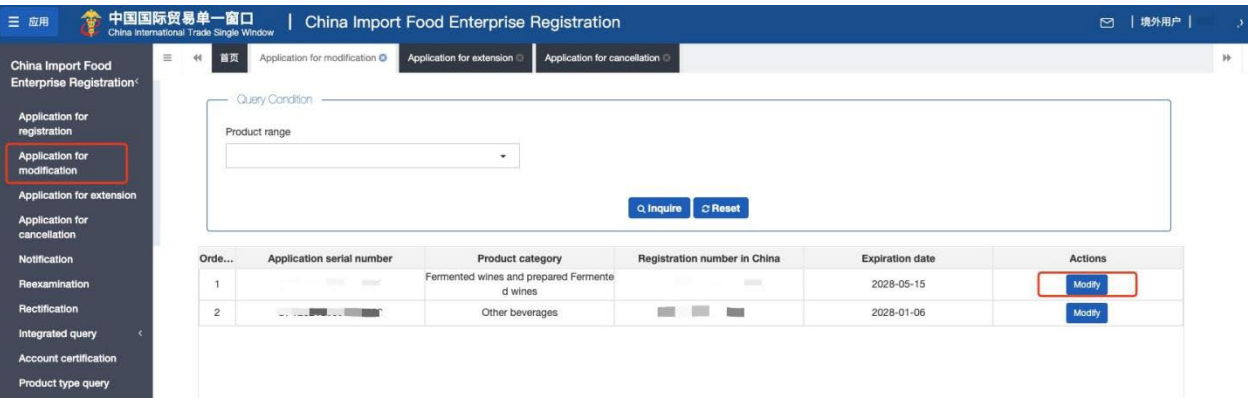 应用
中国国际贸易单一窗口
China International Trade Single Window
China Import Food Enterprise Registration
境外用户
China Import Food
Enterprise Registration
首页
Application for modification
Application for extension
Application for cancellation
Application for
registration
Application for
modification
Application for extension
Application for
cancellation
Notification
Reexamination
Rectification
Integrated query
Account certification
Product type query
Query Condition
Product range
Inquire
Reset
Orde... Application serial number Product category Registration number in China Expiration date Actions
1 Fermented wines and prepared Fermente
d wines 2028-05-15 Modify
2 Other beverages 2028-01-06 Modify